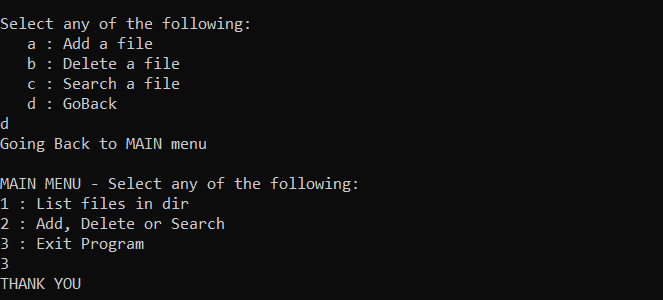 Select any of the following:
a : Add a file
b : Delete a file
c : Search a file
d : GoBack
d
Going Back to MAIN menu
MAIN MENU - Select any of the following:
1 : List files in dir
2 : Add, Delete or Search
3 : Exit Program
3
THANK YOU